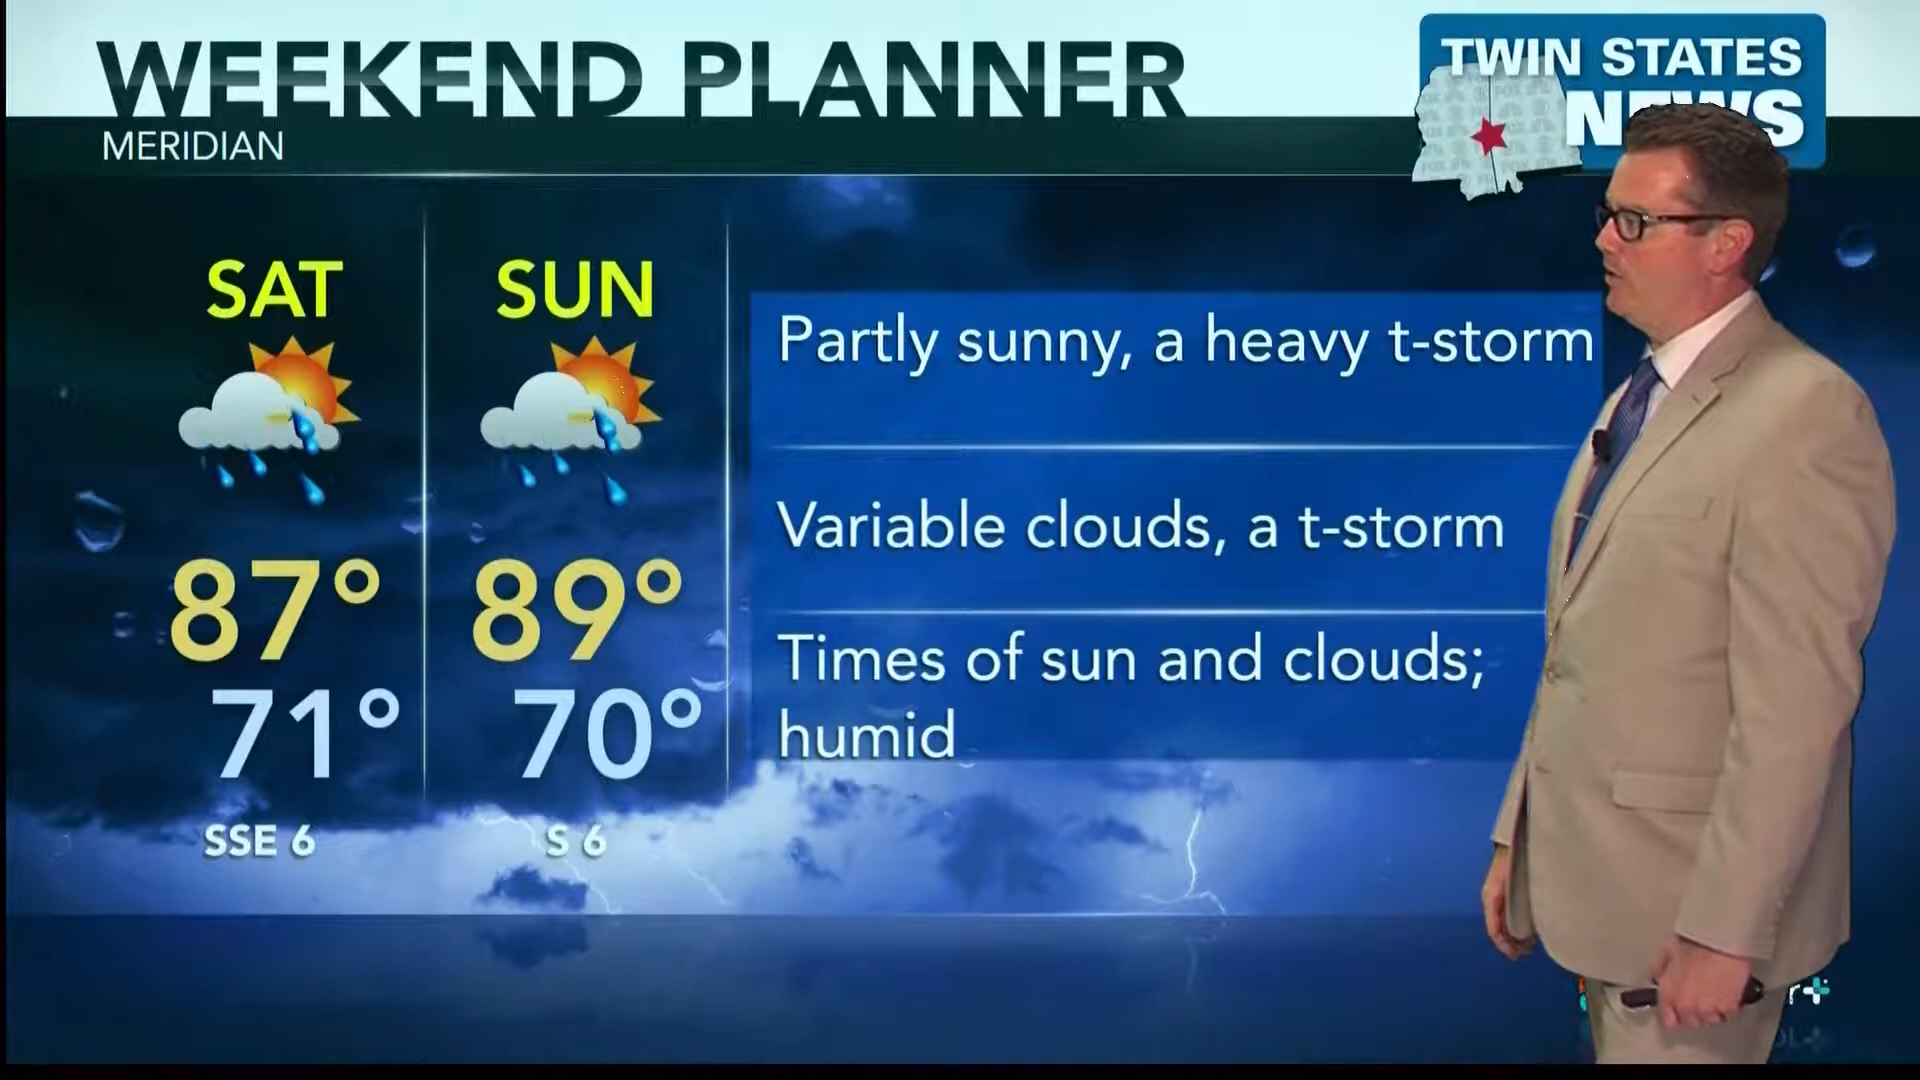 WEEKEND PLANNER
MERIDIAN
TWIN STATES
NEWS
SAT
SUN
87°
89°
71°
70°
SSE 6
S 6
Partly sunny, a heavy t-storm
Variable clouds, a t-storm
Times of sun and clouds;
humid